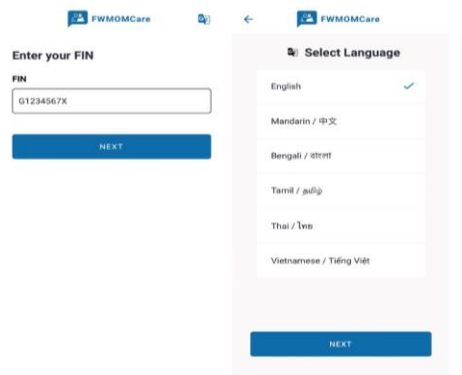 FWMOMCare
Enter your FIN
FIN
G1234567X
NEXT
FWMOMCare
Select Language
English
Mandarin / 中文
Bengali / বাংলা
Tamil / தமிழ்
Thai / ไทย
Vietnamese / Tiếng Việt
NEXT